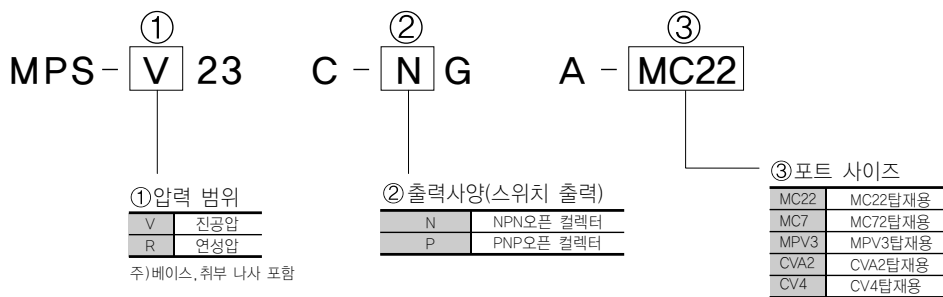 ① ② ③
MPS-V 23 C-N G A-MC22
①압력 범위
V 진공압
R 연성압
주)베이스,취부 나사 포함
②출력사양(스위치 출력)
N NPN오픈 컬렉터
P PNP오픈 컬렉터
③포트 사이즈
MC22 MC22탑재용
MC7 MC72탑재용
MPV3 MPV3탑재용
CVA2 CVA2탑재용
CV4 CV4탑재용